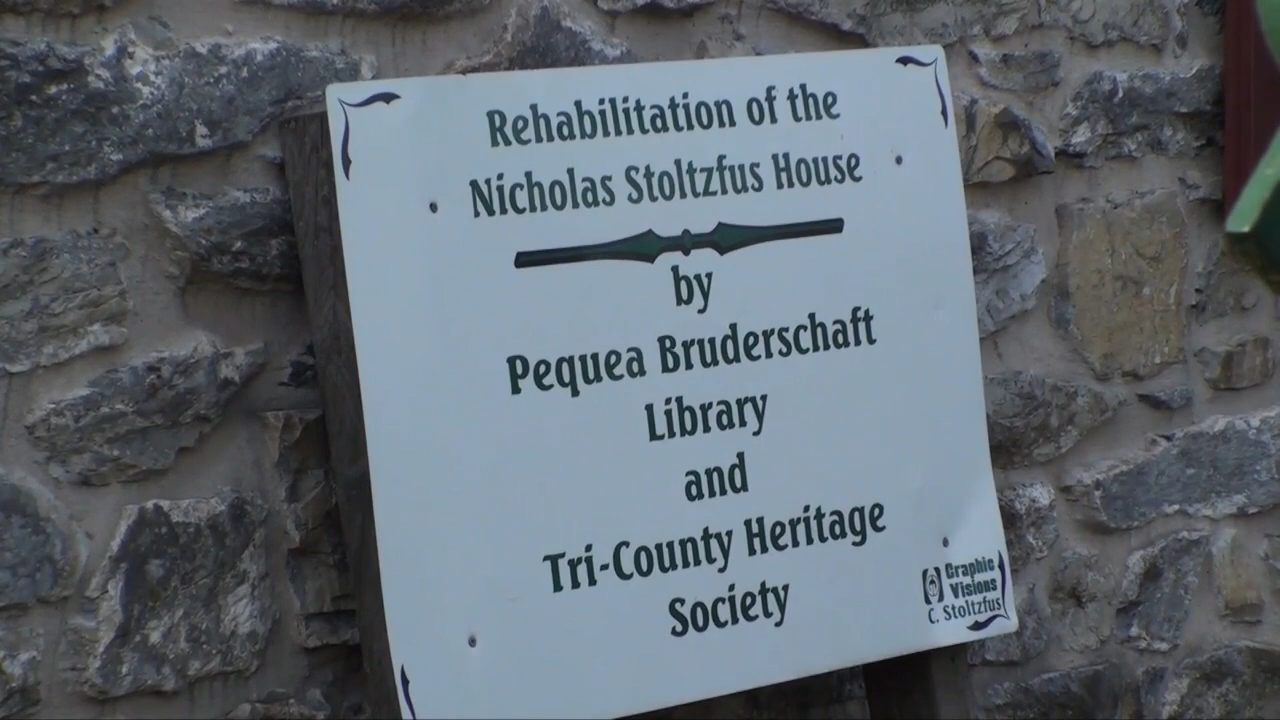 Rehabilitation of the
Nicholas Stoltzfus House
by
Pequea Bruderschaft
Library
and
Tri-County Heritage
Society
Graphic
Visions
C. Stoltzfus